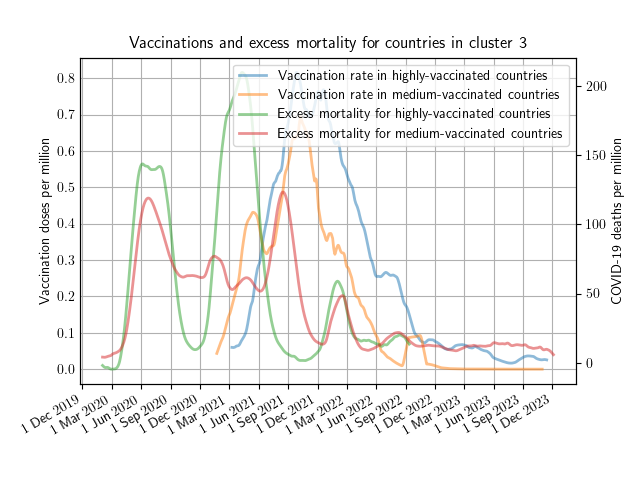 Vaccinations and excess mortality for countries in cluster 3
Vaccination rate in highly-vaccinated countries
Vaccination rate in medium-vaccinated countries
Excess mortality for highly-vaccinated countries
Excess mortality for medium-vaccinated countries
Vaccination doses per million
0.8
0.7
0.6
0.5
0.4
0.3
0.2
0.1
0.0
200
150
100
50
0
COVID-19 deaths per million
1 Dec 2019
1 Mar 2020
1 Jun 2020
1 Sep 2020
1 Dec 2020
1 Mar 2021
1 Jun 2021
1 Sep 2021
1 Dec 2021
1 Mar 2022
1 Jun 2022
1 Sep 2022
1 Dec 2022
1 Mar 2023
1 Jun 2023
1 Sep 2023
1 Dec 2023